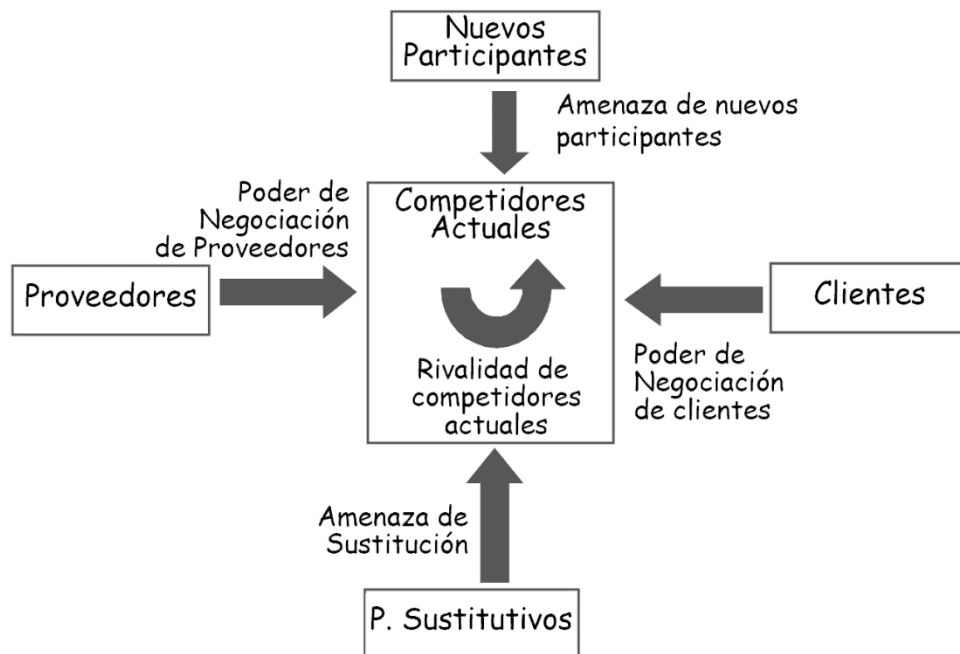 Nuevos
Participantes
Amenaza de nuevos
participantes
Poder de
Negociación
de Proveedores
Competidores
Actuales
Proveedores
Clientes
Rivalidad de
competidores
actuales
Poder de
Negociación
de clientes
Amenaza de
Sustitución
P. Sustitutivos